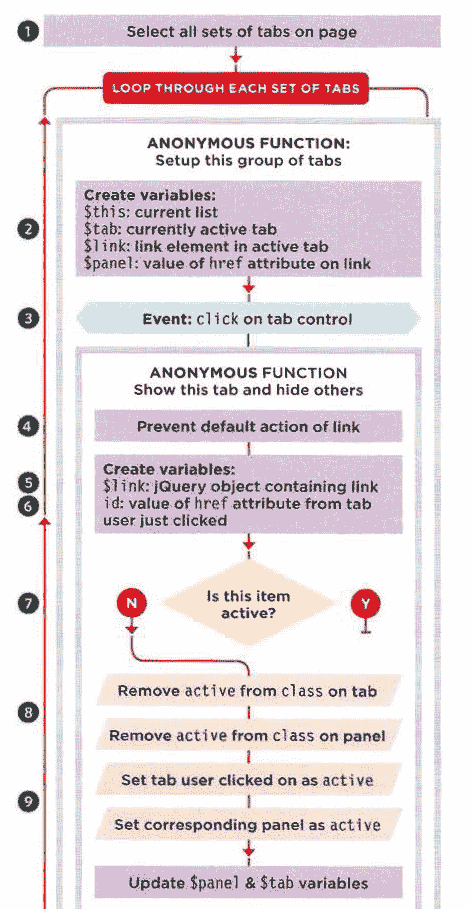 1 Select all sets of tabs on page
LOOP THROUGH EACH SET OF TABS
ANONYMOUS FUNCTION:
Setup this group of tabs
2
Create variables:
$this: current list
$tab: currently active tab
$link: link element in active tab
$panel: value of href attribute on link
3 Event: click on tab control
ANONYMOUS FUNCTION
Show this tab and hide others
4 Prevent default action of link
Create variables:
5 $link: jQuery object containing link
6 id: value of href attribute from tab
user just clicked
Is this item
7 N active? Y
Remove active from class on tab
8
Remove active from class on panel
Set tab user clicked on as active
9
Set corresponding panel as active
Update $panel & $tab variables